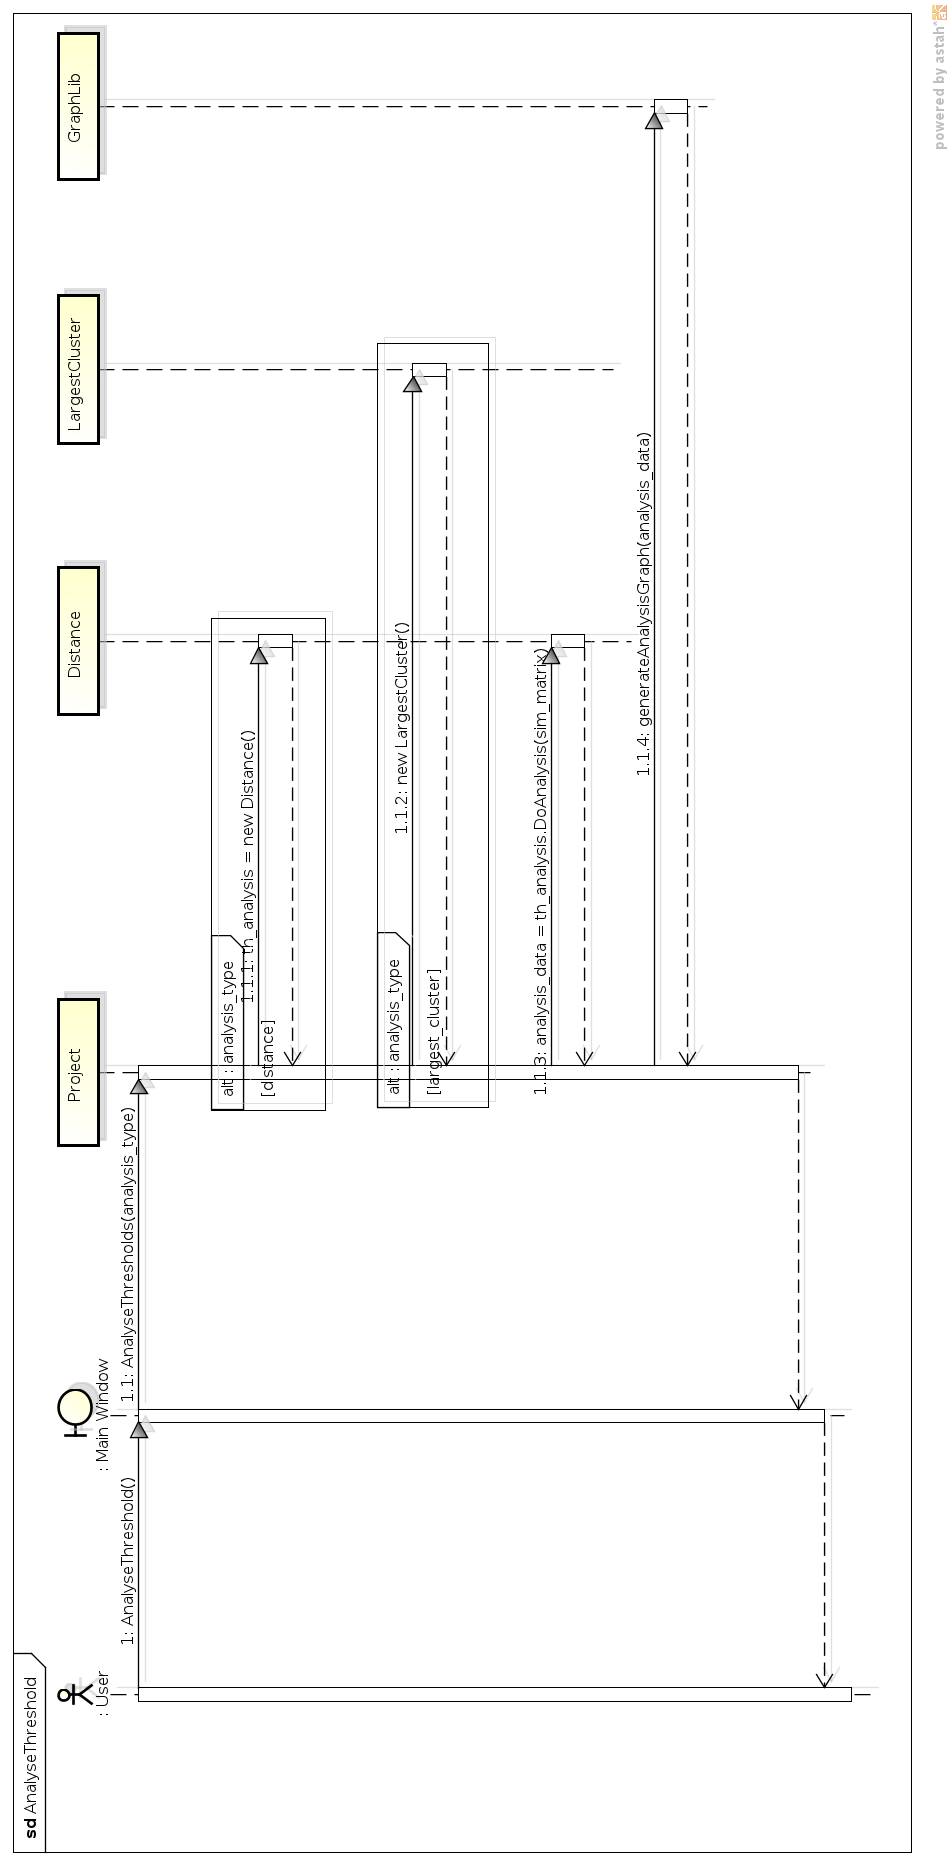 sd AnalyseThreshold
: User
: Main Window
Project
Distance
LargestCluster
GraphLib
1: AnalyseThreshold()
1.1: AnalyseThresholds(analysis_type)
alt : analysis_type
1.1.1: th_analysis = new Distance()
[distance]
alt : analysis_type
1.1.2: new LargestCluster()
[largest_cluster]
1.1.3: analysis_data = th_analysis.DoAnalysis(sim_matrix)
1.1.4: generateAnalysisGraph(analysis_data)
powered by astah*